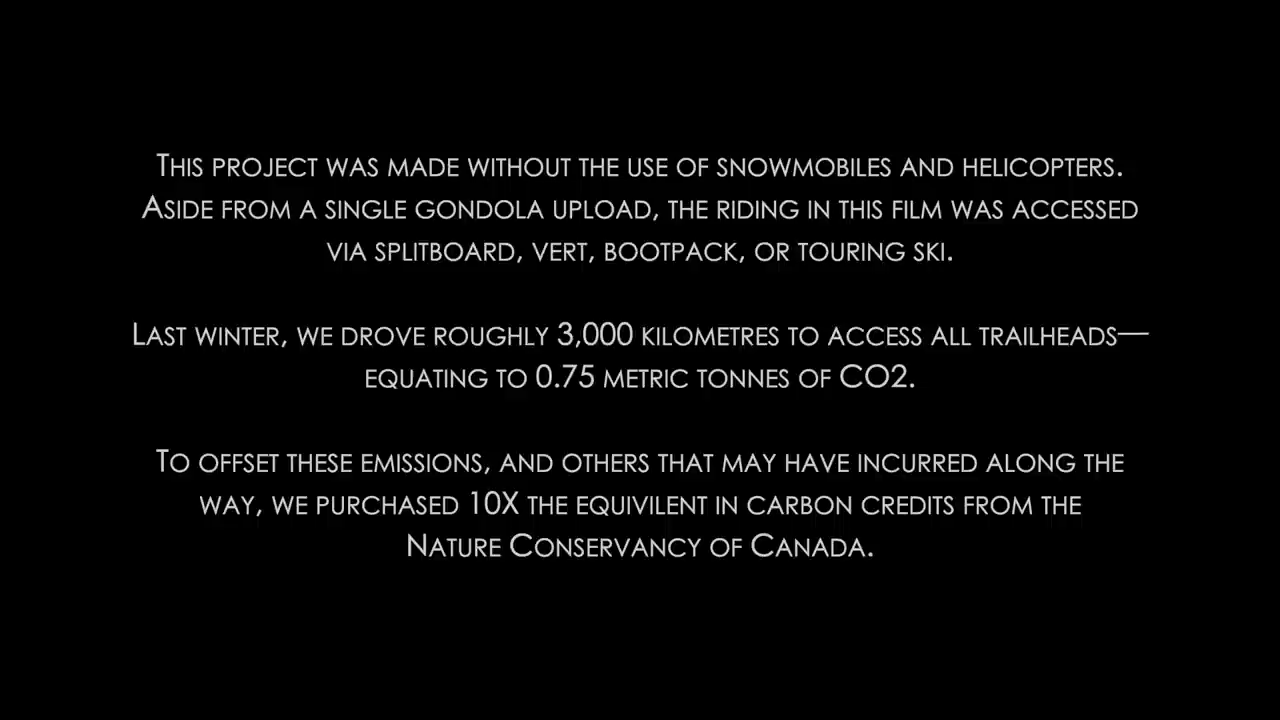 This project was made without the use of snowmobiles and helicopters.
Aside from a single gondola upload, the riding in this film was accessed
via splitboard, vert, bootpack, or touring ski.
Last winter, we drove roughly 3,000 kilometres to access all trailheads—
equating to 0.75 metric tonnes of CO2.
To offset these emissions, and others that may have incurred along the
way, we purchased 10X the equivilent in carbon credits from the
Nature Conservancy of Canada.